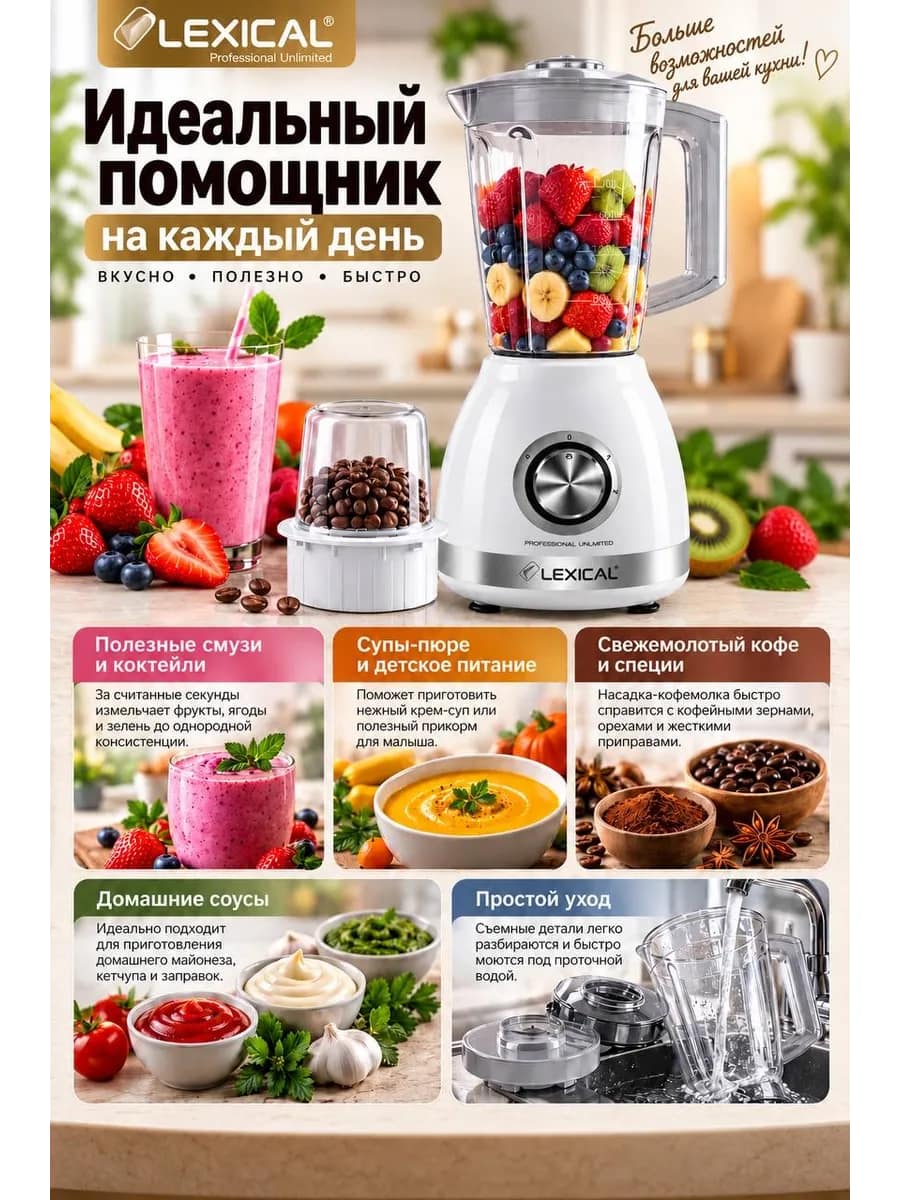 LEXICAL®
Professional Unlimited
Больше
возможностей
для вашей кухни!
Идеальный
помощник
на каждый день
ВКУСНО • ПОЛЕЗНО • БЫСТРО
0
PROFESSIONAL UNLIMITED
LEXICAL®
Полезные смузи
и коктейли
За считанные секунды
измельчает фрукты, ягоды
и зелень до однородной
консистенции.
Супы-пюре
и детское питание
Поможет приготовить
нежный крем-суп или
полезный прикорм
для малыша.
Свежемолотый кофе
и специи
Насадка-кофемолка быстро
справится с кофейными зернами,
орехами и жесткими
приправами.
Домашние соусы
Идеально подходит
для приготовления
домашнего майонеза,
кетчупа и заправок.
Простой уход
Съемные детали легко
разбираются и быстро
моются под проточной
водой.